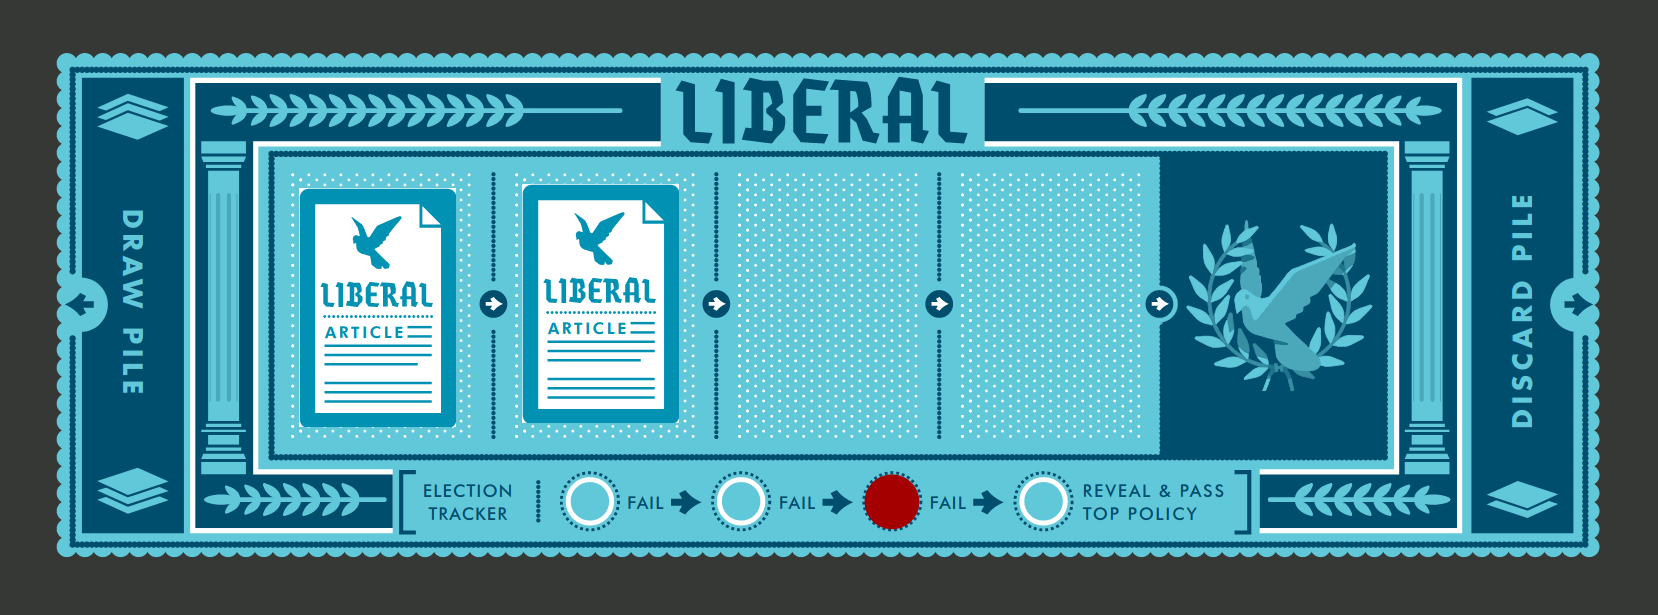 LIBERAL
DRAW PILE
LIBERAL
ARTICLE
LIBERAL
ARTICLE
DISCARD PILE
ELECTION
TRACKER
FAIL
FAIL
FAIL
REVEAL & PASS
TOP POLICY